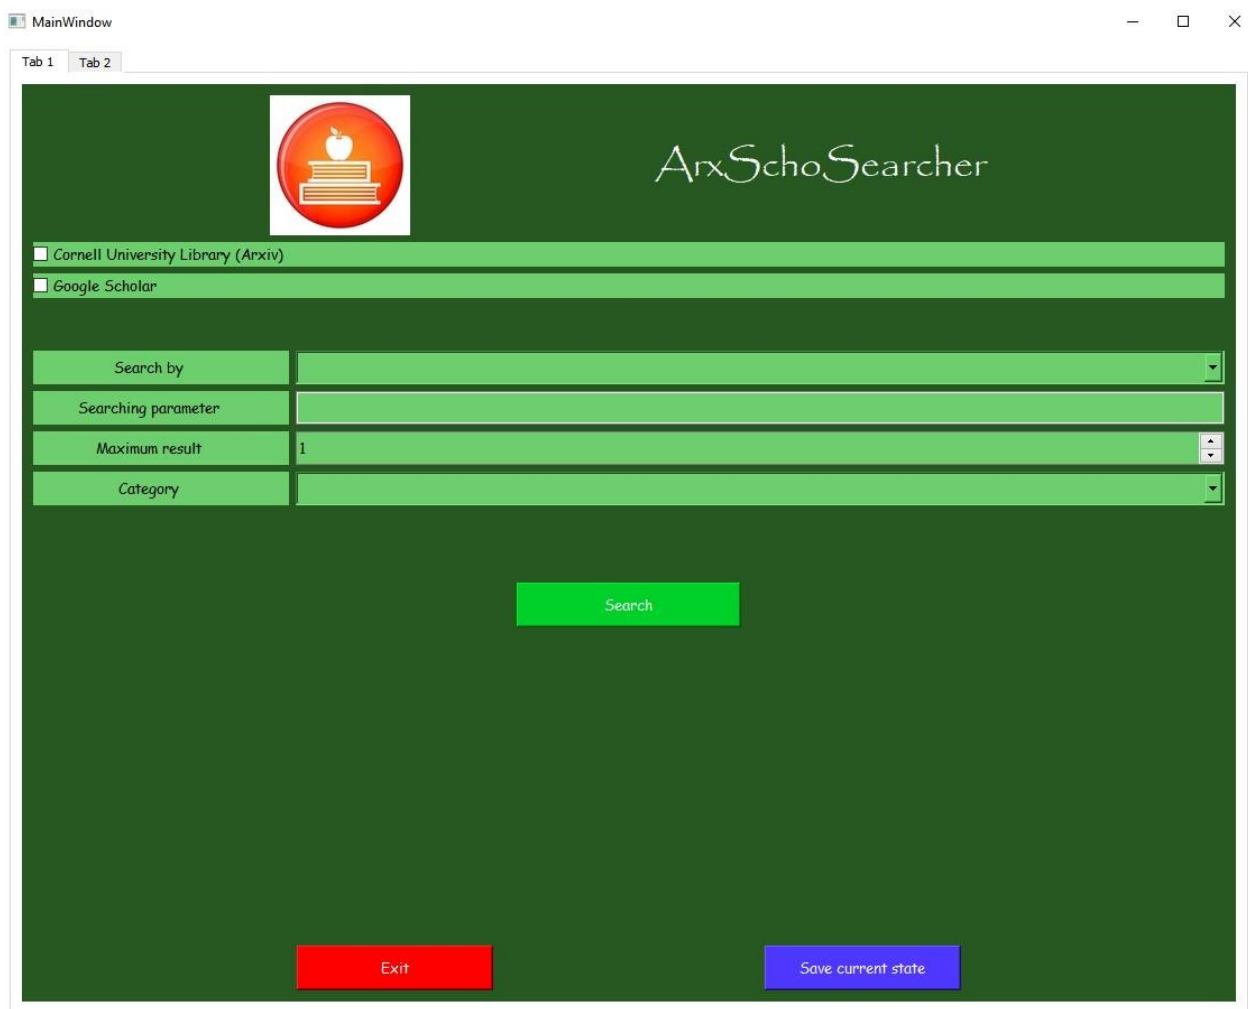 MainWindow
Tab 1 Tab 2
ArxSchoSearcher
Cornell University Library (Arxiv)
Google Scholar
Search by
Searching parameter
Maximum result 1
Category
Search
Exit Save current state